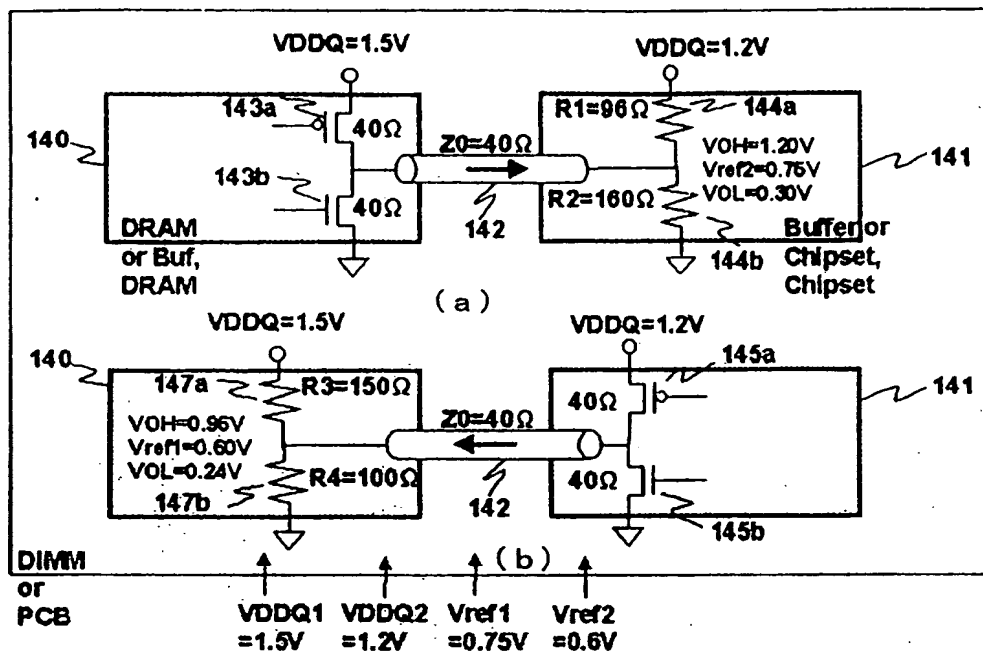 VDDQ=1.5V
VDDQ=1.2V
143a
140
40Ω
143b
40Ω
DRAM
or Buf,
DRAM
Z0=40Ω
142
R1=96Ω
144a
VOH=1.20V
Vref2=0.75V
VOL=0.30V
R2=160Ω
144b
141
Buffer or
Chipset,
Chipset
(a)
VDDQ=1.5V
VDDQ=1.2V
140
147a
R3=150Ω
VOH=0.96V
Vref1=0.60V
VOL=0.24V
R4=100Ω
147b
Z0=40Ω
142
145a
40Ω
40Ω
145b
141
(b)
DIMM
or
PCB
VDDQ1
=1.5V
VDDQ2
=1.2V
Vref1
=0.75V
Vref2
=0.6V